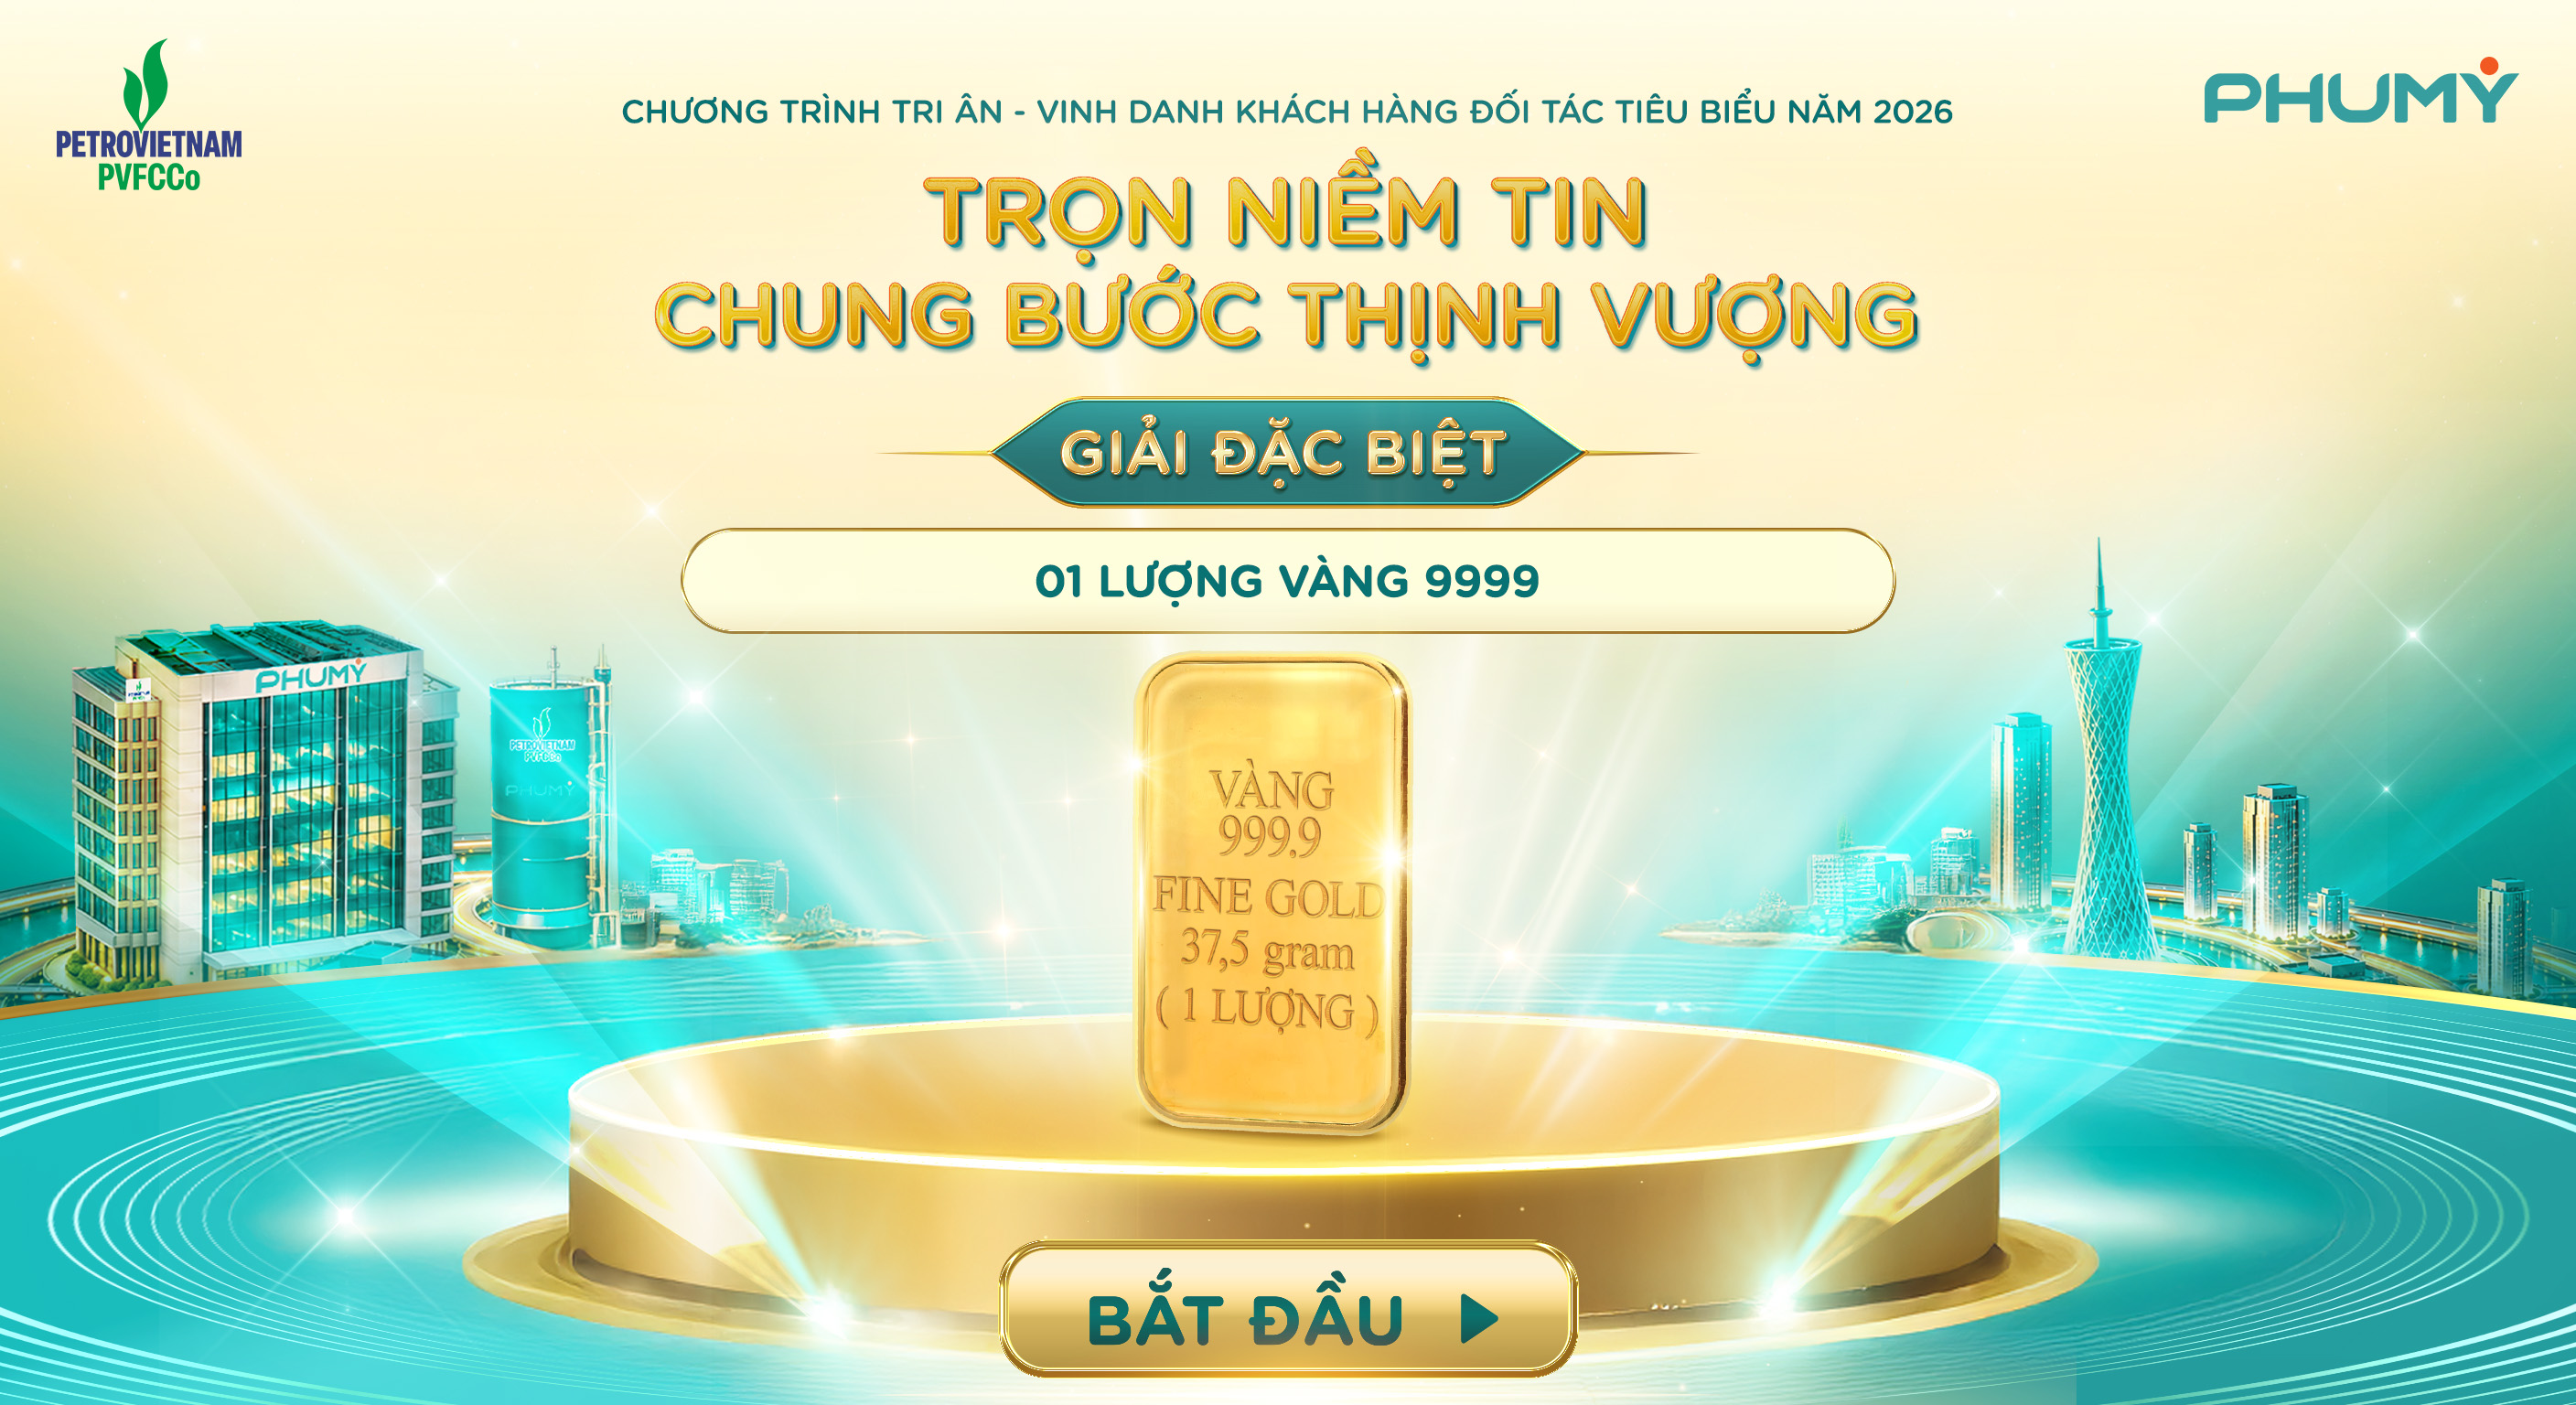 PETROVIETNAM
PVFCCo
CHƯƠNG TRÌNH TRI ÂN - VINH DANH KHÁCH HÀNG ĐỐI TÁC TIÊU BIỂU NĂM 2026
PHUMỸ
TRỌN NIỀM TIN
CHUNG BƯỚC THỊNH VƯỢNG
GIẢI ĐẶC BIỆT
01 LƯỢNG VÀNG 9999
PHUMỸ
PETROVIETNAM
PVFCCo
PHUMỸ
VÀNG
999.9
FINE GOLD
37,5 gram
( 1 LƯỢNG )
BẮT ĐẦU